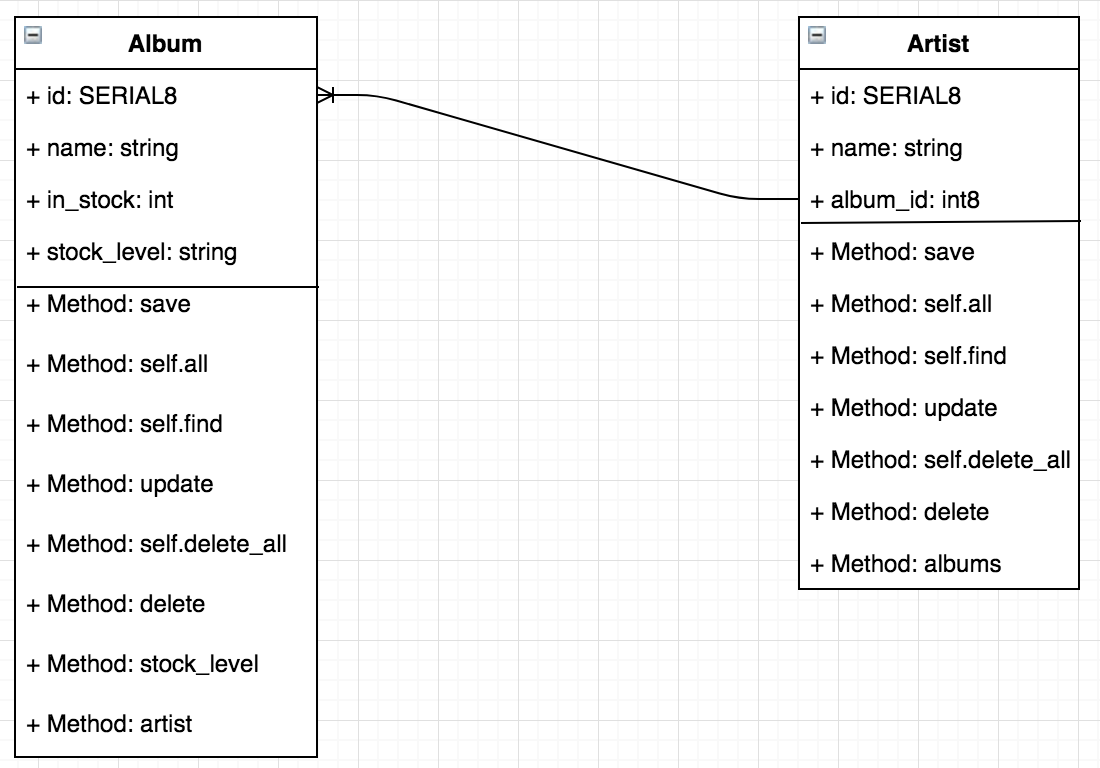 Album
+ id: SERIAL8
+ name: string
+ in_stock: int
+ stock_level: string
+ Method: save
+ Method: self.all
+ Method: self.find
+ Method: update
+ Method: self.delete_all
+ Method: delete
+ Method: stock_level
+ Method: artist
Artist
+ id: SERIAL8
+ name: string
+ album_id: int8
+ Method: save
+ Method: self.all
+ Method: self.find
+ Method: update
+ Method: self.delete_all
+ Method: delete
+ Method: albums